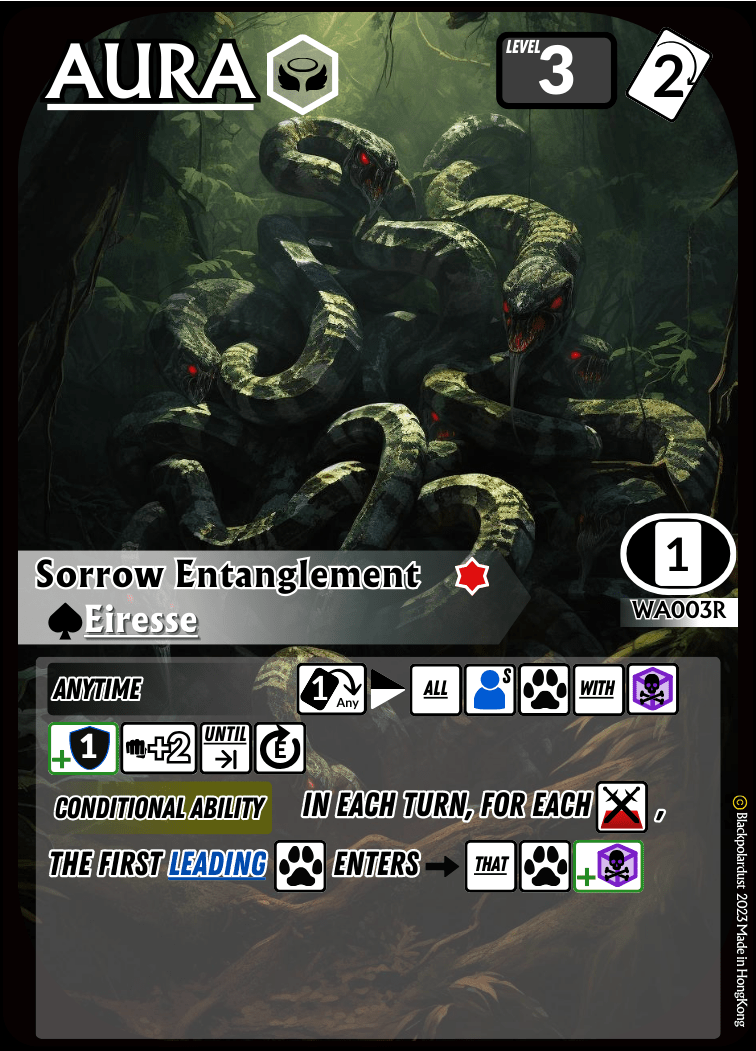 AURA
LEVEL 3
2
1
Sorrow Entanglement
Eiresse
WA003R
ANYTIME 1 Any ALL S WITH
+1 +2 UNTIL E
CONDITIONAL ABILITY IN EACH TURN, FOR EACH ,
THE FIRST LEADING ENTERS → THAT +
© Blackpolardust 2023 Made in HongKong